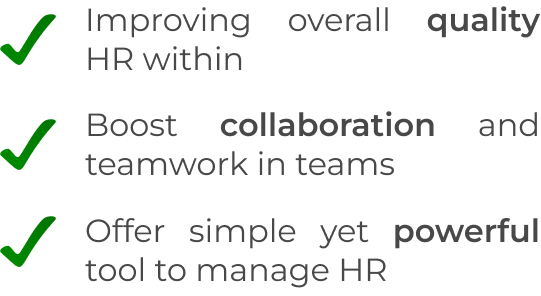 Improving overall quality
HR within
Boost collaboration and
teamwork in teams
Offer simple yet powerful
tool to manage HR